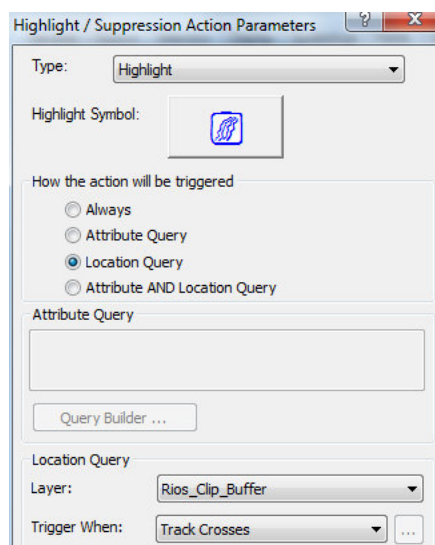 Highlight / Suppression Action Parameters
Type: Highlight
Highlight Symbol:
How the action will be triggered
Always
Attribute Query
Location Query
Attribute AND Location Query
Attribute Query
Query Builder ...
Location Query
Layer: Rios_Clip_Buffer
Trigger When: Track Crosses ...